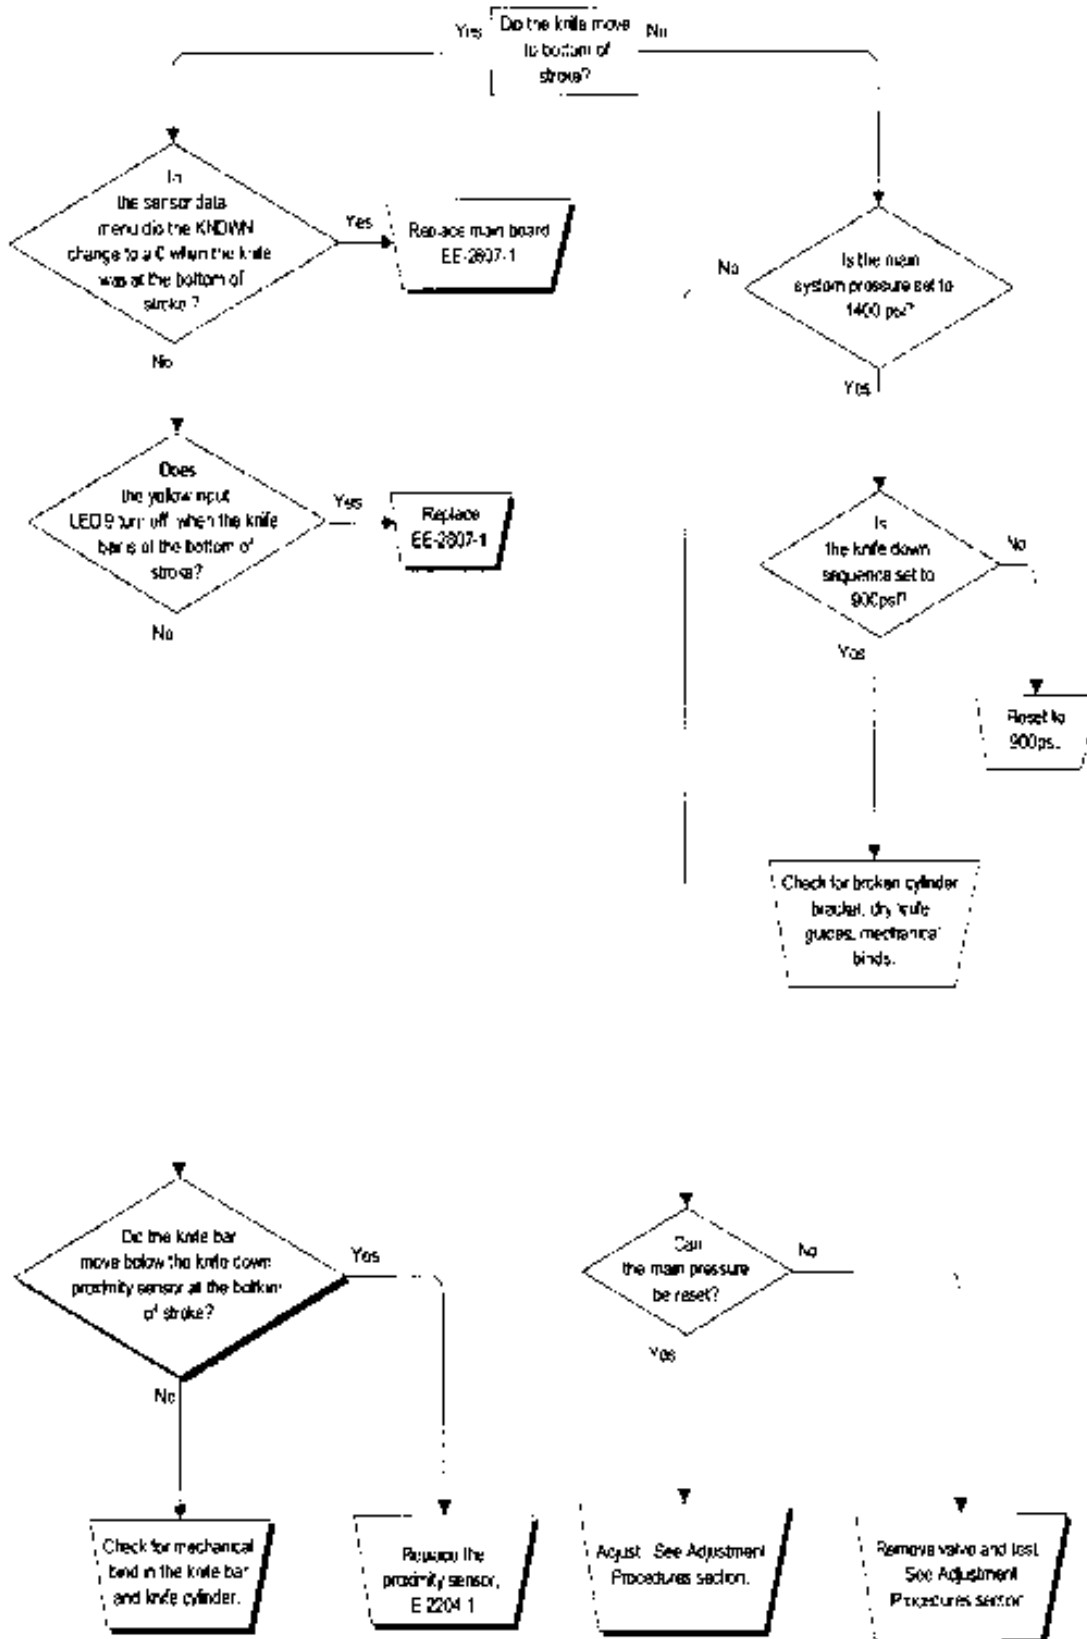 Yes
Did the knife move
to bottom of
stroke?
No
In
the sensor data
menu did the KNDWN
change to a 0 when the knife
was at the bottom of
stroke ?
Yes
Replace main board
EE-2807-1
No
Is the main
system pressure set to
1400 psi?
No
Yes
Does
the yellow input
LED 9 turn off when the knife
bar is at the bottom of
stroke?
Yes
Replace
EE-2807-1
No
Is
the knife down
sequence set to
900psi?
No
Yes
Reset to
900psi.
Check for broken cylinder
bracket, dry knife
guides, mechanical
binds.
Did the knife bar
move below the knife down
proximity sensor at the bottom
of stroke?
Yes
No
Can
the main pressure
be reset?
No
Yes
Check for mechanical
bind in the knife bar
and knife cylinder.
Replace the
proximity sensor,
E-2204-1
Adjust. See Adjustment
Procedures section.
Remove valve and test.
See Adjustment
Procedures section